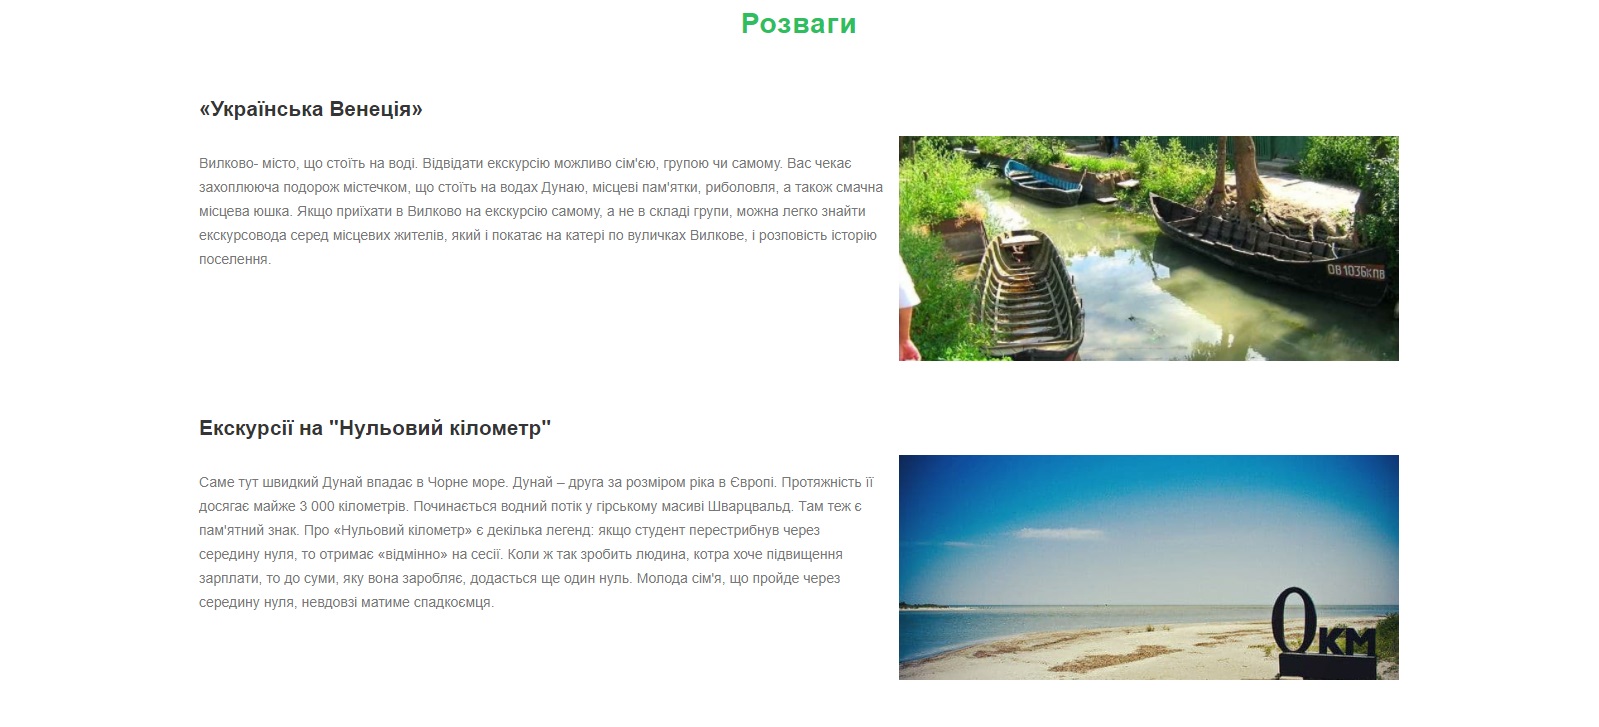 Розваги
«Українська Венеція»
Вилково- місто, що стоїть на воді. Відвідати екскурсію можливо сім'єю, групою чи самому. Вас чекає
захоплююча подорож містечком, що стоїть на водах Дунаю, місцеві пам'ятки, риболовля, а також смачна
місцева юшка. Якщо приїхати в Вилково на екскурсію самому, а не в складі групи, можна легко знайти
екскурсовода серед місцевих жителів, який і покатає на катері по вуличках Вилкове, і розповість історію
поселення.
ОВ1036КЛВ
Екскурсії на "Нульовий кілометр"
Саме тут швидкий Дунай впадає в Чорне море. Дунай – друга за розміром ріка в Європі. Протяжність її
досягає майже 3 000 кілометрів. Починається водний потік у гірському масиві Шварцвальд. Там теж є
пам'ятний знак. Про «Нульовий кілометр» є декілька легенд: якщо студент перестрибнув через
середину нуля, то отримає «відмінно» на сесії. Коли ж так зробить людина, котра хоче підвищення
зарплати, то до суми, яку вона заробляє, додасться ще один нуль. Молода сім'я, що пройде через
середину нуля, невдовзі матиме спадкоємця.
0КМ